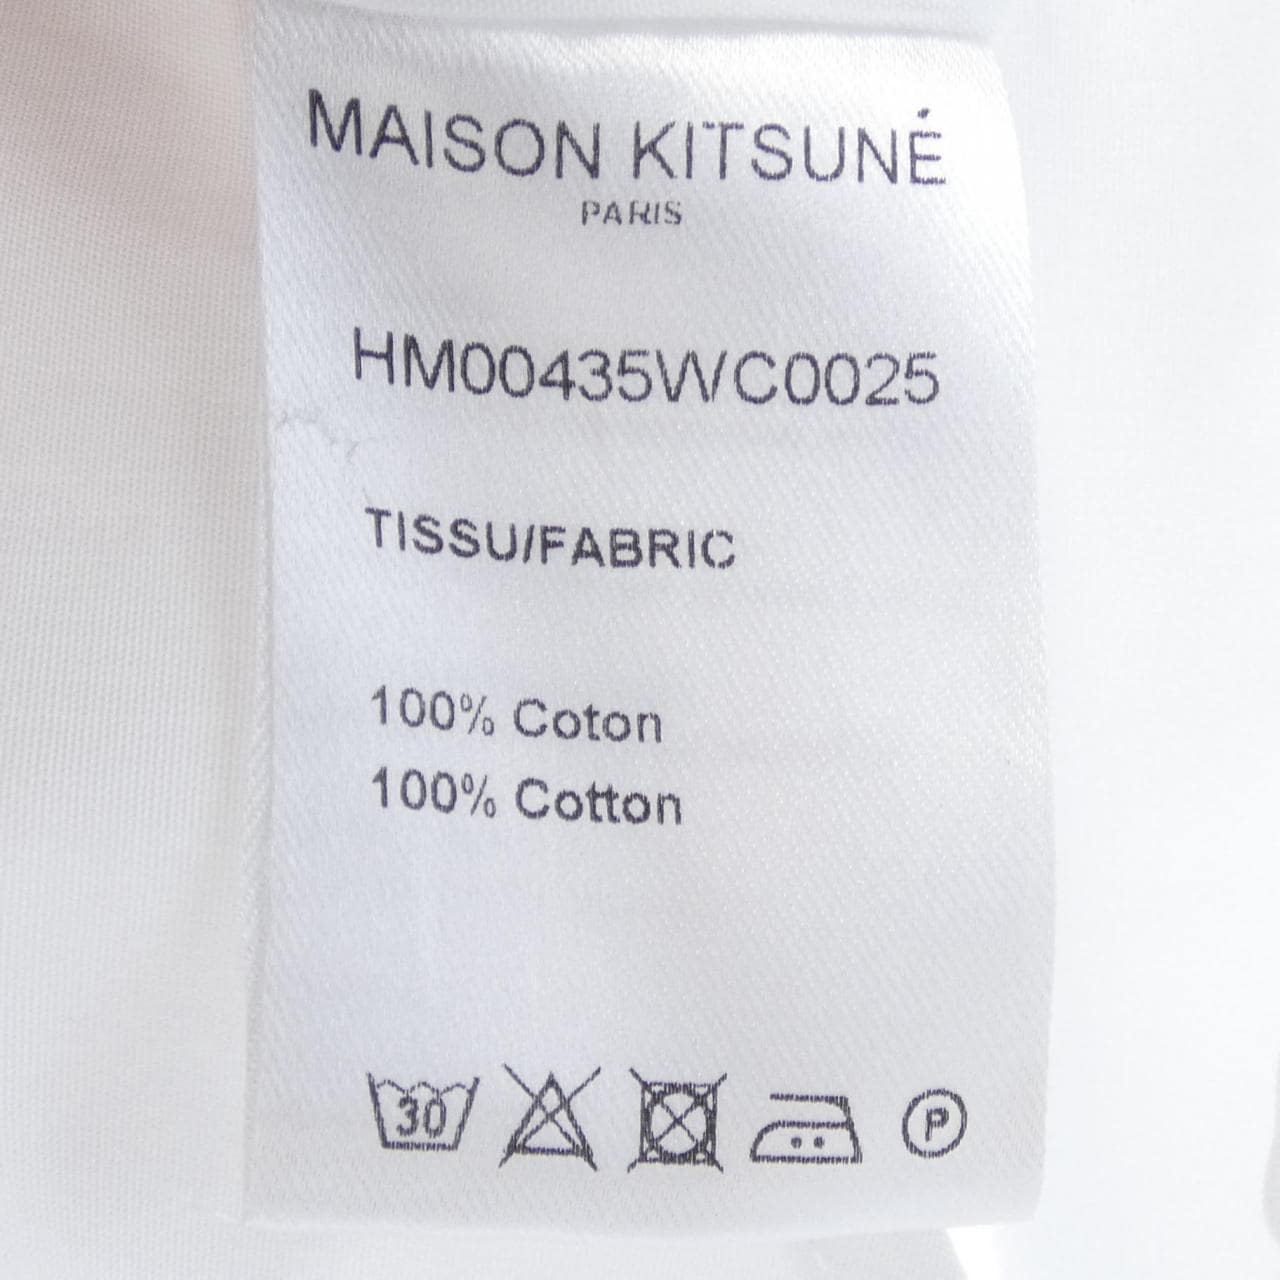 MAISON KITSUNÉ
PARIS
HM00435WC0025
TISSU/FABRIC
100% Coton
100% Cotton
30 P